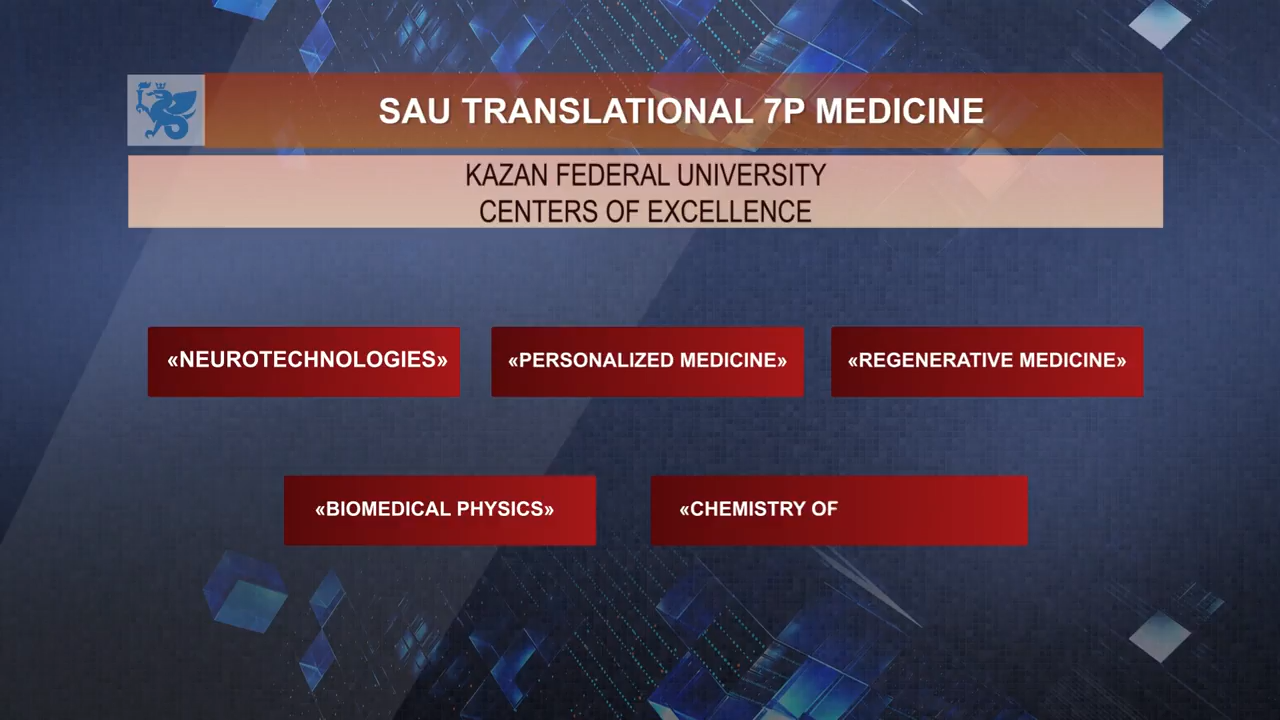 SAU TRANSLATIONAL 7P MEDICINE
KAZAN FEDERAL UNIVERSITY
CENTERS OF EXCELLENCE
«NEUROTECHNOLOGIES»
«PERSONALIZED MEDICINE»
«REGENERATIVE MEDICINE»
«BIOMEDICAL PHYSICS»
«CHEMISTRY OF